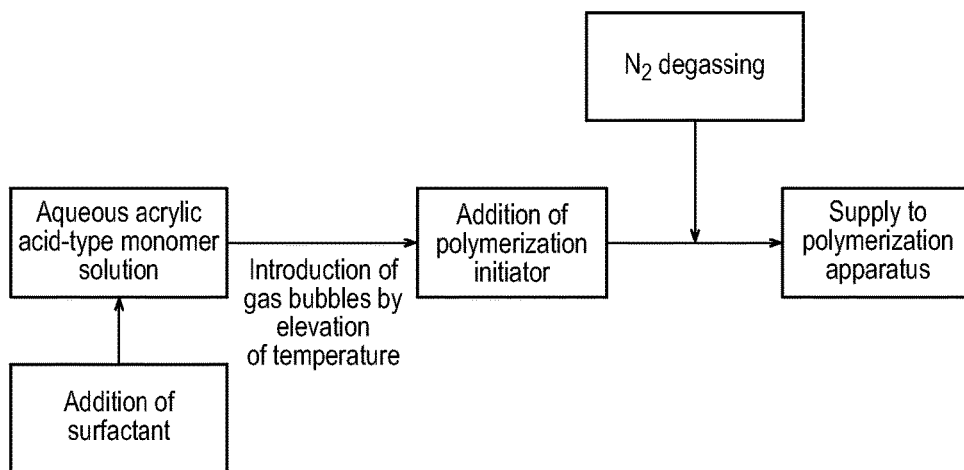 N₂ degassing
Aqueous acrylic
acid-type monomer
solution
Introduction of
gas bubbles by
elevation
of temperature
Addition of
polymerization
initiator
Supply to
polymerization
apparatus
Addition of
surfactant